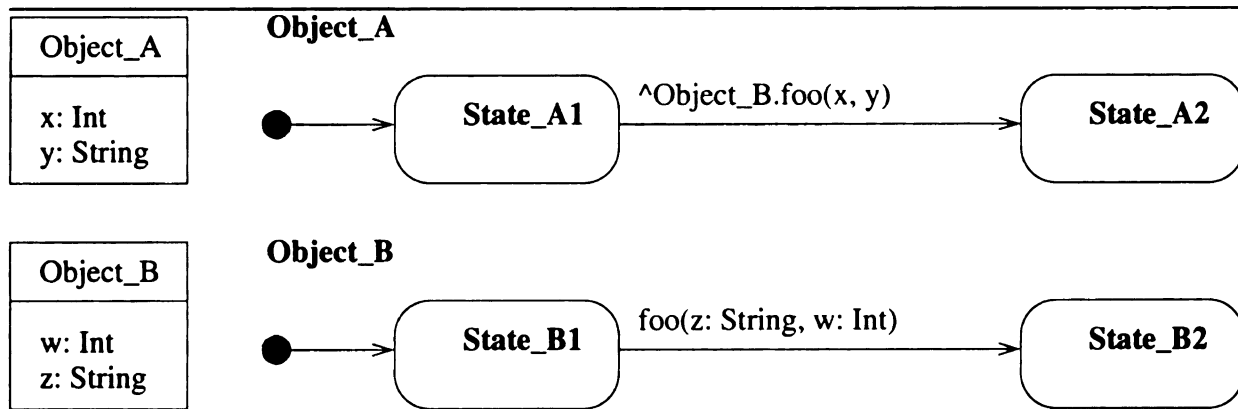 Object_A
x: Int
y: String
Object_A
State_A1
^Object_B.foo(x, y)
State_A2
Object_B
w: Int
z: String
Object_B
State_B1
foo(z: String, w: Int)
State_B2